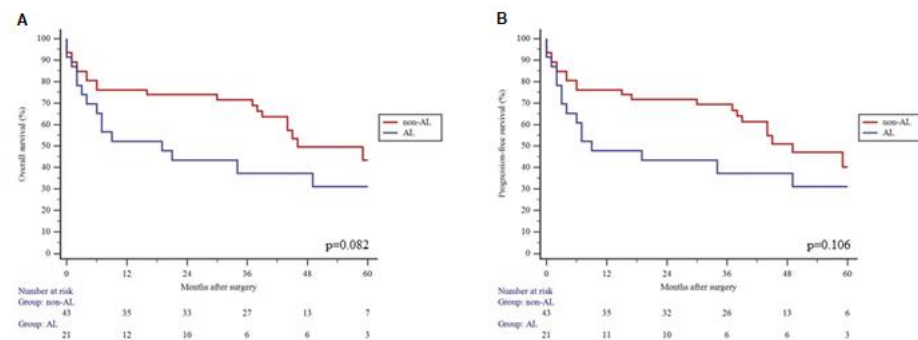 A
100
90
80
70
60
50
40
30
20
10
0
Overall survival (%)
non-AL
AL
p=0.082
0 12 24 36 48 60
Months after surgery
Number at risk
Group: non-AL
43 35 33 27 13 7
Group: AL
21 12 10 6 6 3
B
100
90
80
70
60
50
40
30
20
10
0
Progression-free survival (%)
non-AL
AL
p=0.106
0 12 24 36 48 60
Months after surgery
Number at risk
Group: non-AL
43 35 32 26 13 6
Group: AL
21 11 10 6 6 3